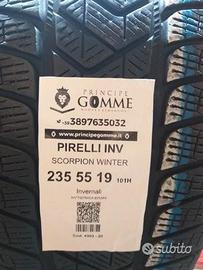 PRINCIPE
GOMME
+39 3897635032
www.principegomme.it
PIRELLI INV
SCORPION WINTER
235 55 19 101H
Invernali
subito